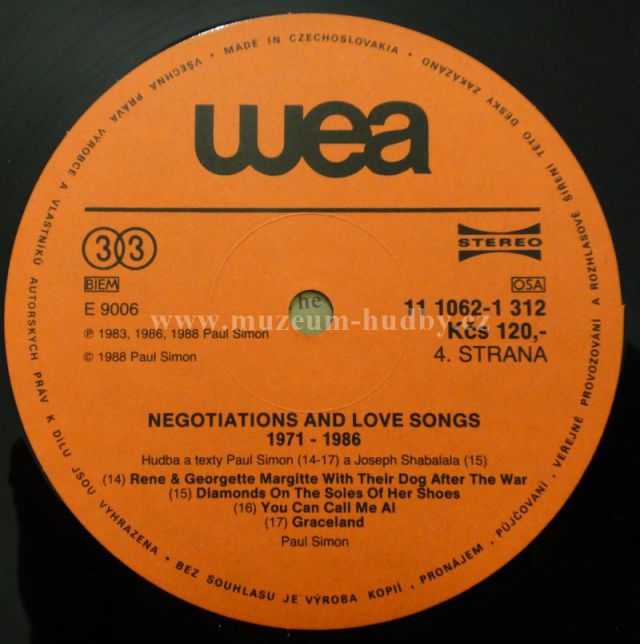 VŠECHNA PRÁVA VÝROBCE A VLASTNÍKŮ AUTORSKÝCH PRÁV K DÍLU JSOU VYHRAZENA • BEZ SOUHLASU JE VÝROBA KOPIÍ, PRONÁJEM, PŮJČOVÁNÍ, VEŘEJNÉ PROVOZOVÁNÍ A ROZHLASOVÉ ŠÍŘENÍ TÉTO DESKY ZAKÁZÁNO • MADE IN CZECHOSLOVAKIA •
wea
33
STEREO
BIEM
OSA
E 9006
he
11 1062-1 312
www.muzeum-hudby.cz
Kčs 120,-
℗ 1983, 1986, 1988 Paul Simon
© 1988 Paul Simon
4. STRANA
NEGOTIATIONS AND LOVE SONGS
1971 - 1986
Hudba a texty Paul Simon (14-17) a Joseph Shabalala (15)
(14) Rene & Georgette Margitte With Their Dog After The War
(15) Diamonds On The Soles Of Her Shoes
(16) You Can Call Me Al
(17) Graceland
Paul Simon